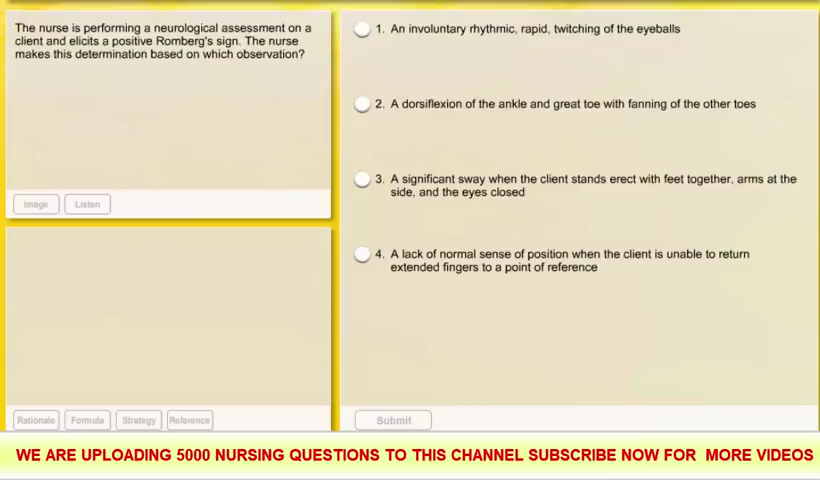 The nurse is performing a neurological assessment on a
client and elicits a positive Romberg's sign. The nurse
makes this determination based on which observation?
Image Listen
1. An involuntary rhythmic, rapid, twitching of the eyeballs
2. A dorsiflexion of the ankle and great toe with fanning of the other toes
3. A significant sway when the client stands erect with feet together, arms at the
side, and the eyes closed
4. A lack of normal sense of position when the client is unable to return
extended fingers to a point of reference
Rationale Formula Strategy Reference
Submit
WE ARE UPLOADING 5000 NURSING QUESTIONS TO THIS CHANNEL SUBSCRIBE NOW FOR MORE VIDEOS